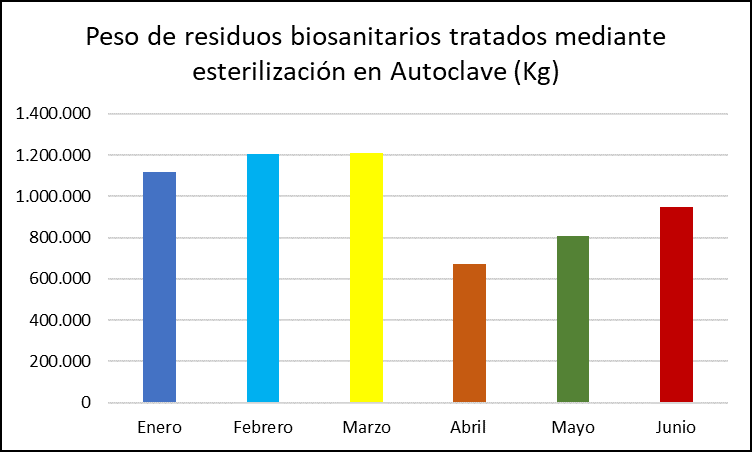 Peso de residuos biosanitarios tratados mediante
esterilización en Autoclave (Kg)
1.400.000
1.200.000
1.000.000
800.000
600.000
400.000
200.000
0
Enero Febrero Marzo Abril Mayo Junio